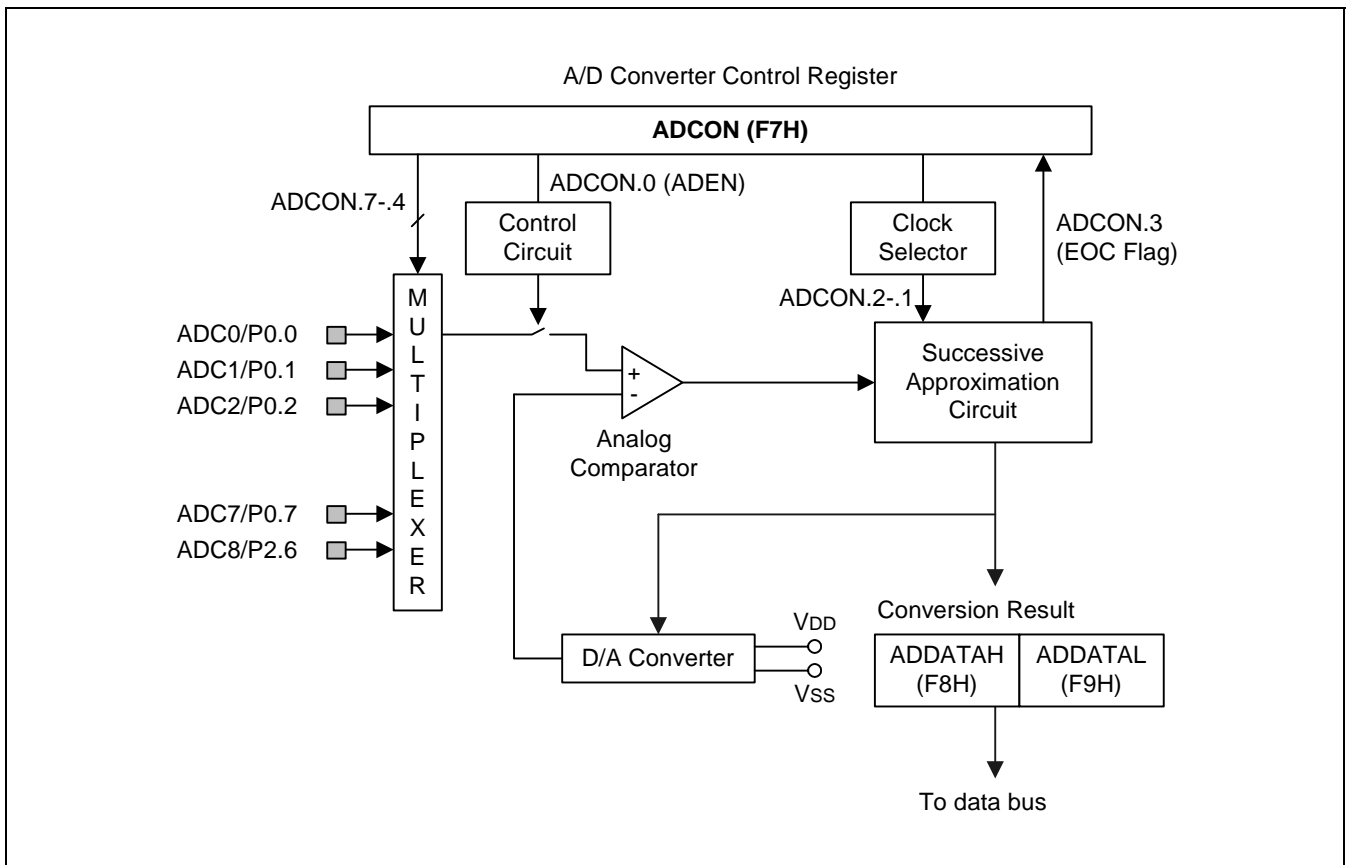 A/D Converter Control Register
ADCON (F7H)
ADCON.7-.4
ADCON.0 (ADEN)
Control
Circuit
Clock
Selector
ADCON.3
(EOC Flag)
ADCON.2-.1
MULTIPLEXER
ADC0/P0.0
ADC1/P0.1
ADC2/P0.2
ADC7/P0.7
ADC8/P2.6
+
-
Analog
Comparator
Successive
Approximation
Circuit
D/A Converter
VDD
VSS
Conversion Result
ADDATAH
(F8H)
ADDATAL
(F9H)
To data bus